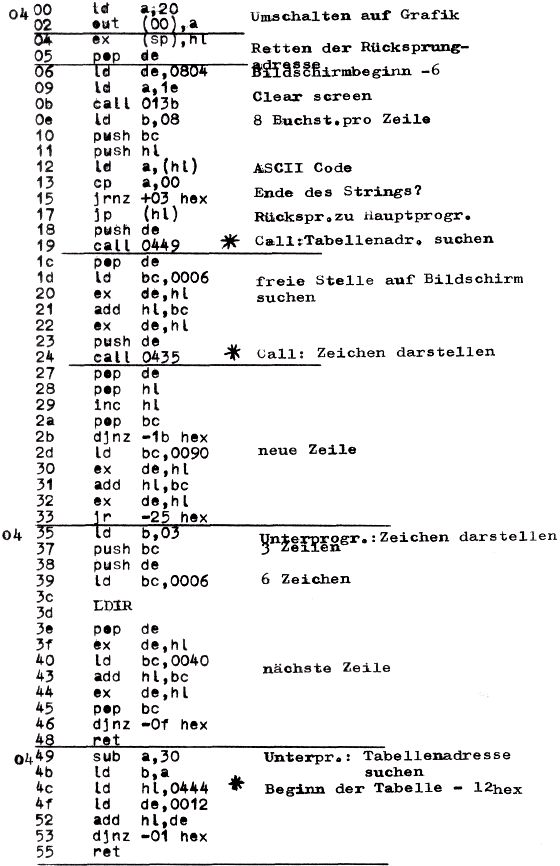 04 00 ld a,20 Umschalten auf Grafik
02 out (00),a
04 ex (sp),hl Retten der Rücksprung-
05 pop de adresse
06 ld de,0804 Bildschirmbeginn -6
09 ld a,1e
0b call 013b Clear screen
0e ld b,08 8 Buchst.pro Zeile
10 push bc
11 push hl
12 ld a,(hl) ASCII Code
13 cp a,00
15 jrnz +03 hex Ende des Strings?
17 jp (hl) Rückspr.zu Hauptprogr.
18 push de
19 call 0449 * Call:Tabellenadr. suchen
1c pop de
1d ld bc,0006 freie Stelle auf Bildschirm
20 ex de,hl suchen
21 add hl,bc
22 ex de,hl
23 push de
24 call 0435 * Call: Zeichen darstellen
27 pop de
28 pop hl
29 inc hl
2a pop bc
2b djnz -1b hex
2d ld bc,0090 neue Zeile
30 ex de,hl
31 add hl,bc
32 ex de,hl
33 jr -25 hex
04 35 ld b,03 Unterprogr.:Zeichen darstellen
37 push bc 3 Zeilen
38 push de
39 ld bc,0006 6 Zeichen
3c
3d LDIR
3e pop de
3f ex de,hl
40 ld bc,0040 nächste Zeile
43 add hl,bc
44 ex de,hl
45 pop bc
46 djnz -0f hex
48 ret
04 49 sub a,30 Unterpr.: Tabellenadresse
4b ld b,a suchen
4c ld hl,0444 * Beginn der Tabelle - 12hex
4f ld de,0012
52 add hl,de
53 djnz -01 hex
55 ret